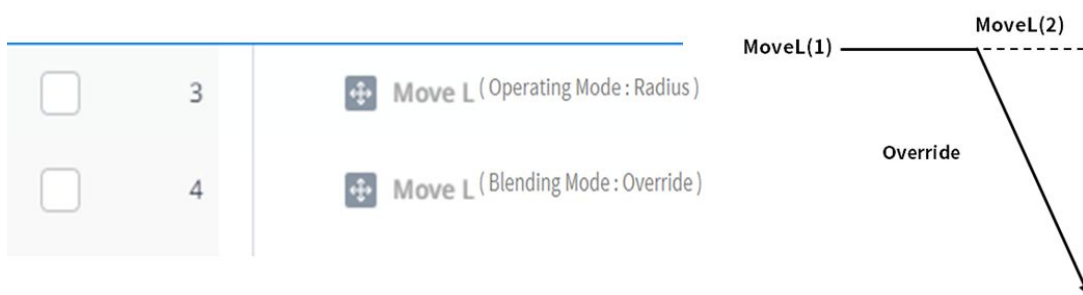 3 Move L ( Operating Mode : Radius )
4 Move L ( Blending Mode : Override )
MoveL(2)
MoveL(1)
Override